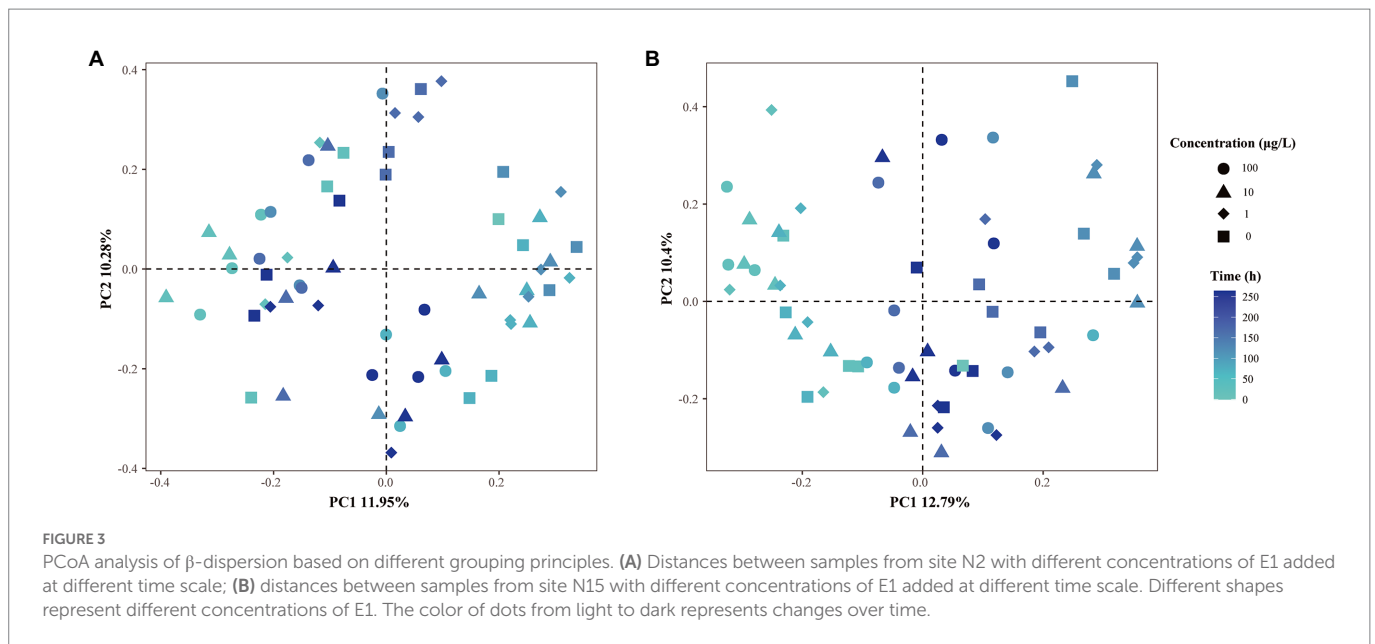 A
0.4
0.2
0.0
-0.2
-0.4
PC2 10.28%
-0.4
-0.2
0.0
0.2
PC1 11.95%
B
0.4
0.2
0.0
-0.2
PC2 10.4%
-0.2
0.0
0.2
PC1 12.79%
Concentration (μg/L)
100
10
1
0
Time (h)
250
200
150
100
50
0
FIGURE 3
PCoA analysis of β-dispersion based on different grouping principles. (A) Distances between samples from site N2 with different concentrations of E1 added
at different time scale; (B) distances between samples from site N15 with different concentrations of E1 added at different time scale. Different shapes
represent different concentrations of E1. The color of dots from light to dark represents changes over time.